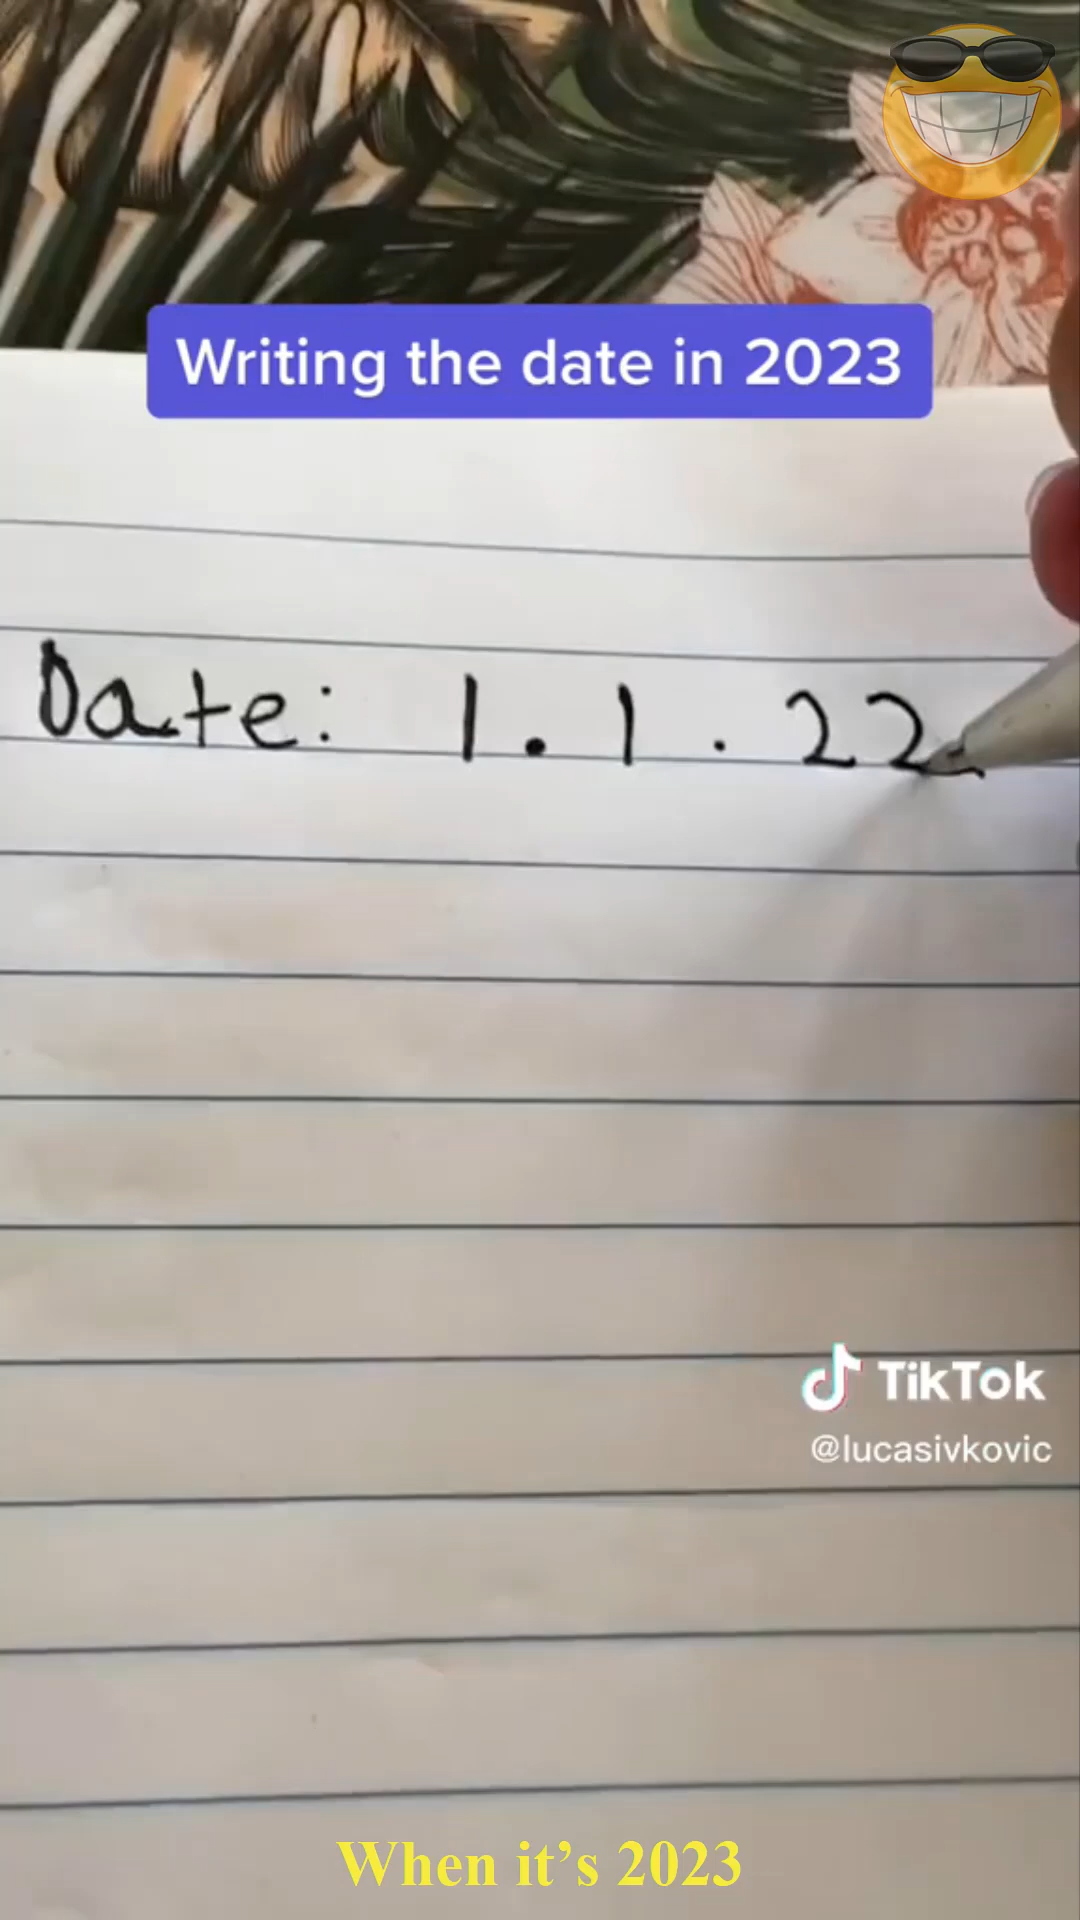 Writing the date in 2023
Date: 1.1.22
TikTok
@lucasivkovic
When it's 2023